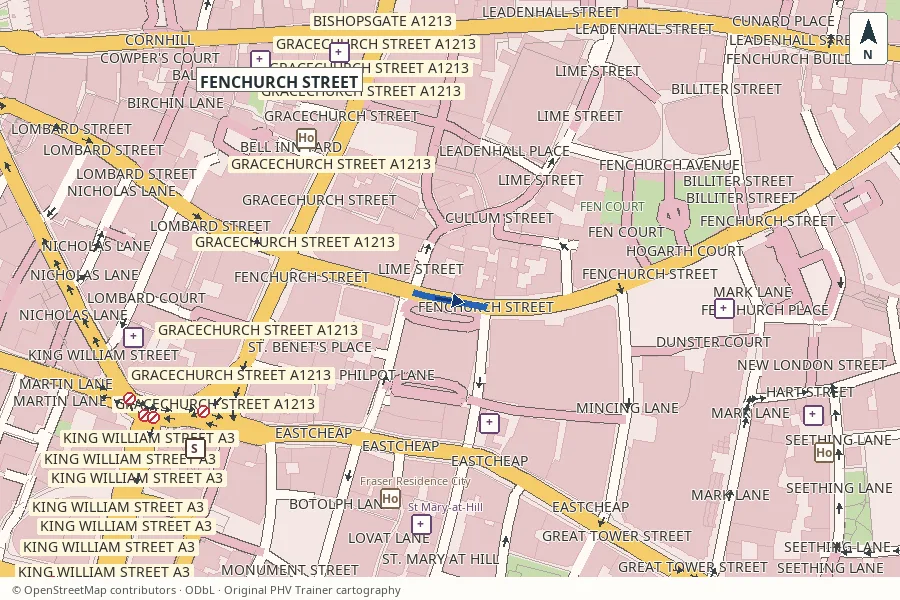 BISHOPSGATE A1213
LEADENHALL STREET
CUNARD PLACE
LEADENHALL STREET
CORNHILL
GRACECHURCH STREET A1213
COWPER'S COURT
FENCHURCH STREET
LIME STREET
N
BIRCHIN LANE
GRACECHURCH STREET A1213
BILLITER STREET
GRACECHURCH STREET
LIME STREET
LOMBARD STREET
Ho
LOMBARD STREET
BELL INN YARD
LEADENHALL PLACE
GRACECHURCH STREET A1213
FENCHURCH AVENUE
LOMBARD STREET
LIME STREET
BILLITER STREET
NICHOLAS LANE
GRACECHURCH STREET
BILLITER STREET
FEN COURT
LOMBARD STREET
CULLUM STREET
FENCHURCH STREET
FEN COURT
GRACECHURCH STREET A1213
NICHOLAS LANE
HOGARTH COURT
NICHOLAS LANE
FENCHURCH STREET
LIME STREET
FENCHURCH STREET
LOMBARD COURT
MARK LANE
NICHOLAS LANE
FENCHURCH STREET
FENCHURCH PLACE
GRACECHURCH STREET A1213
KING WILLIAM STREET
ST. BENET'S PLACE
DUNSTER COURT
NEW LONDON STREET
MARTIN LANE
GRACECHURCH STREET A1213
PHILPOT LANE
HART STREET
MARTIN LANE
GRACECHURCH STREET A1213
MINCING LANE
MARK LANE
KING WILLIAM STREET A3
EASTCHEAP
EASTCHEAP
SEETHING LANE
S
Ho
KING WILLIAM STREET A3
EASTCHEAP
KING WILLIAM STREET A3
Fraser Residence City
SEETHING LANE
Ho
MARK LANE
KING WILLIAM STREET A3
BOTOLPH LANE
St Mary-at-Hill
EASTCHEAP
KING WILLIAM STREET A3
LOVAT LANE
GREAT TOWER STREET
KING WILLIAM STREET A3
ST. MARY AT HILL
SEETHING LANE
KING WILLIAM STREET A3
MONUMENT STREET
GREAT TOWER STREET
SEETHING LANE
© OpenStreetMap contributors · ODbL · Original PHV Trainer cartography